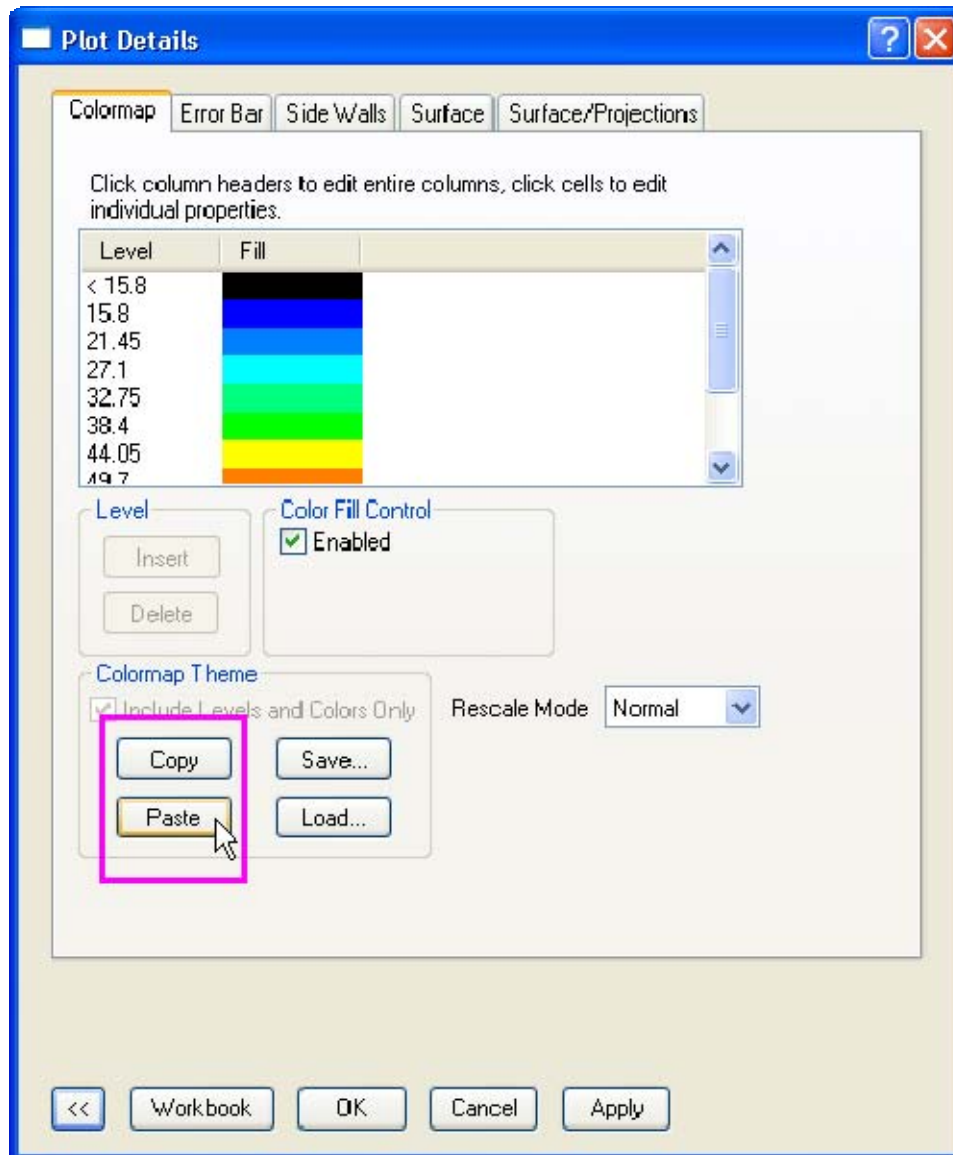 Plot Details
Colormap Error Bar Side Walls Surface Surface/Projections
Click column headers to edit entire columns, click cells to edit
individual properties.
Level Fill
< 15.8
15.8
21.45
27.1
32.75
38.4
44.05
49.7
Level Color Fill Control
Enabled
Insert
Delete
Colormap Theme
Include Levels and Colors Only Rescale Mode Normal
Copy Save...
Paste Load...
<< Workbook OK Cancel Apply